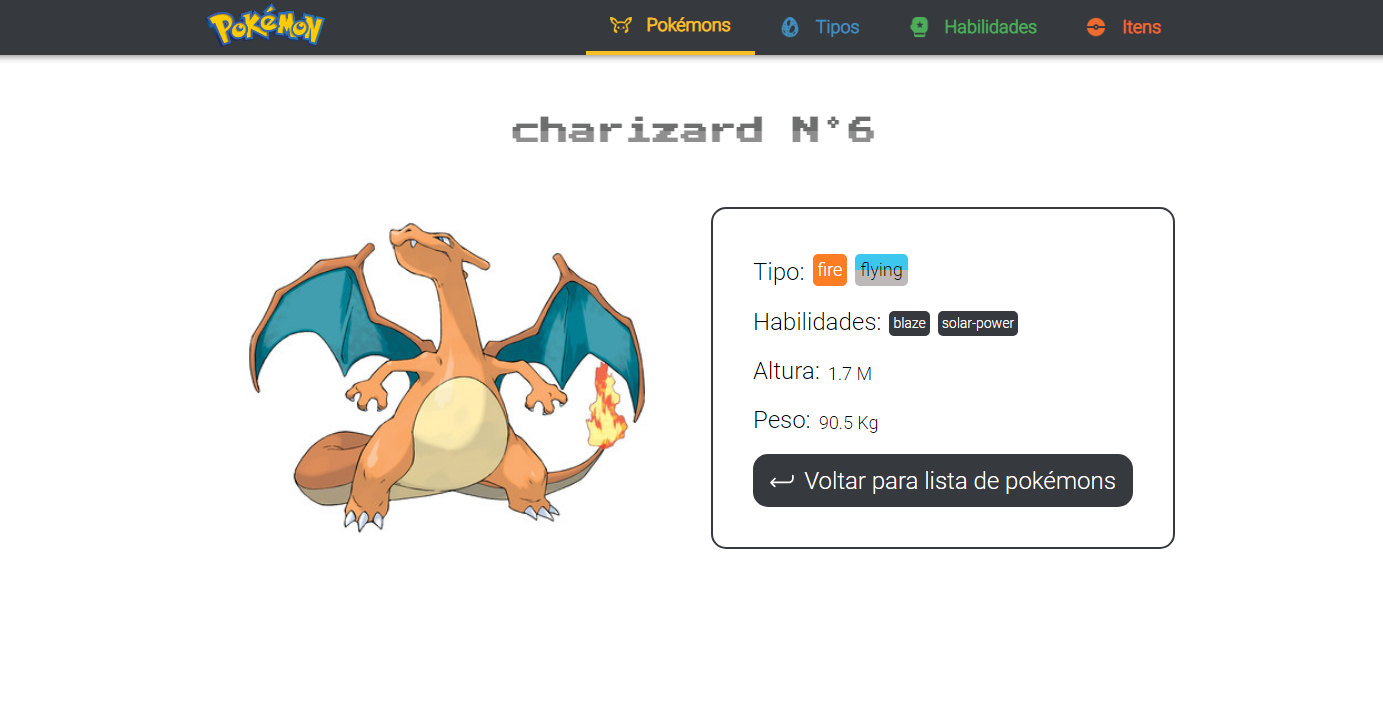 POKéMON
Pokémons
Tipos
Habilidades
Itens
charizard N°6
Tipo: fire flying
Habilidades: blaze solar-power
Altura: 1.7 M
Peso: 90.5 Kg
Voltar para lista de pokémons